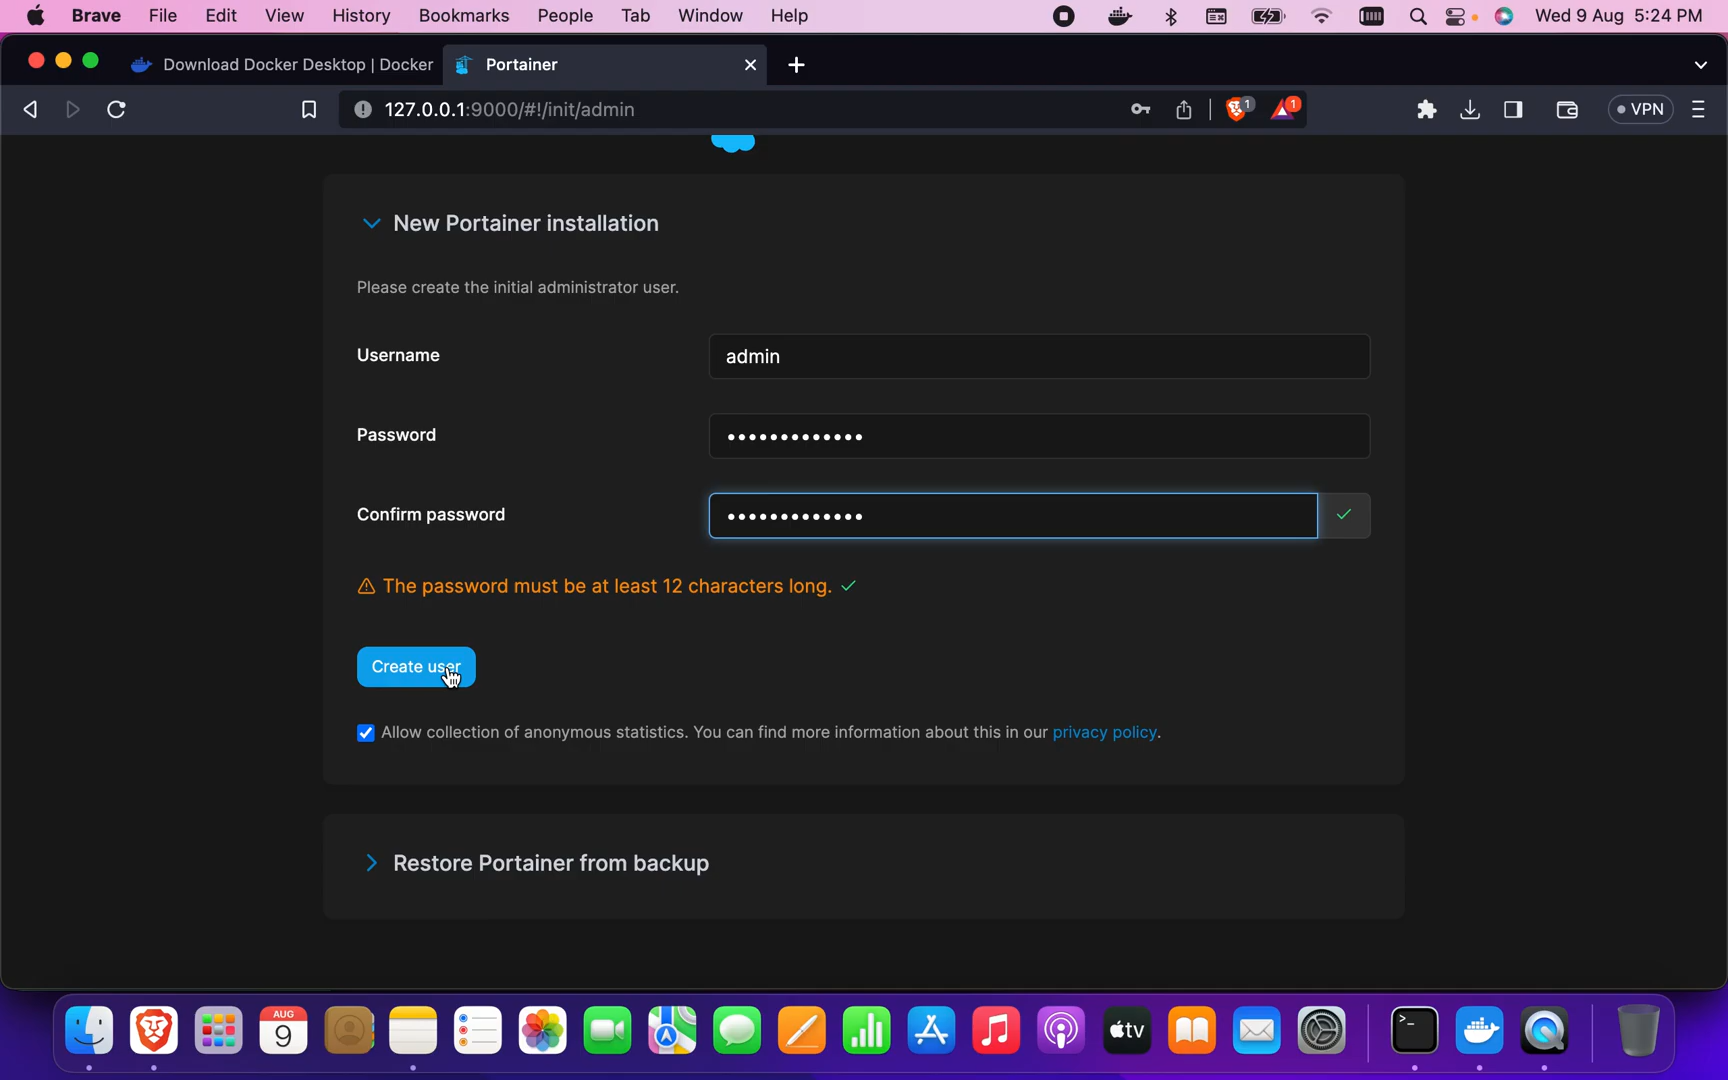 Brave File Edit View History Bookmarks People Tab Window Help Wed 9 Aug 5:24 PM
Download Docker Desktop | Docker Portainer
127.0.0.1:9000/#!/init/admin 1 1 VPN
New Portainer installation
Please create the initial administrator user.
Username admin
Password •••••••••••••
Confirm password •••••••••••••
The password must be at least 12 characters long.
Create user
Allow collection of anonymous statistics. You can find more information about this in our privacy policy.
Restore Portainer from backup
AUG
9
tv